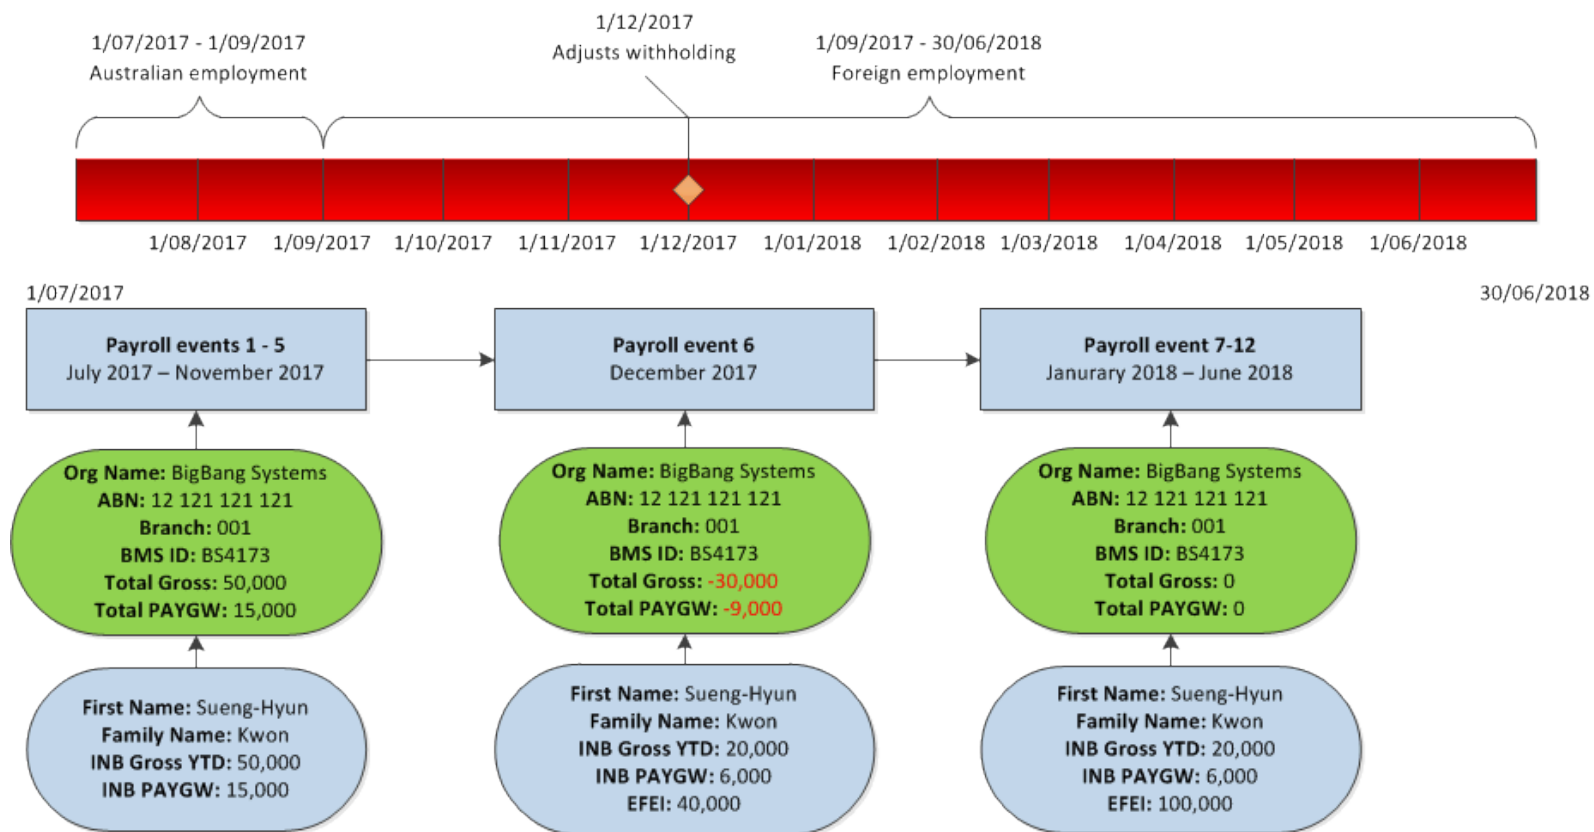 1/07/2017 - 1/09/2017
Australian employment
1/12/2017
Adjusts withholding
1/09/2017 - 30/06/2018
Foreign employment
1/08/2017
1/09/2017
1/10/2017
1/11/2017
1/12/2017
1/01/2018
1/02/2018
1/03/2018
1/04/2018
1/05/2018
1/06/2018
1/07/2017
30/06/2018
Payroll events 1 - 5
July 2017 – November 2017
Payroll event 6
December 2017
Payroll event 7-12
Janurary 2018 – June 2018
Org Name: BigBang Systems
ABN: 12 121 121 121
Branch: 001
BMS ID: BS4173
Total Gross: 50,000
Total PAYGW: 15,000
Org Name: BigBang Systems
ABN: 12 121 121 121
Branch: 001
BMS ID: BS4173
Total Gross: -30,000
Total PAYGW: -9,000
Org Name: BigBang Systems
ABN: 12 121 121 121
Branch: 001
BMS ID: BS4173
Total Gross: 0
Total PAYGW: 0
First Name: Sueng-Hyun
Family Name: Kwon
INB Gross YTD: 50,000
INB PAYGW: 15,000
First Name: Sueng-Hyun
Family Name: Kwon
INB Gross YTD: 20,000
INB PAYGW: 6,000
EFEI: 40,000
First Name: Sueng-Hyun
Family Name: Kwon
INB Gross YTD: 20,000
INB PAYGW: 6,000
EFEI: 100,000